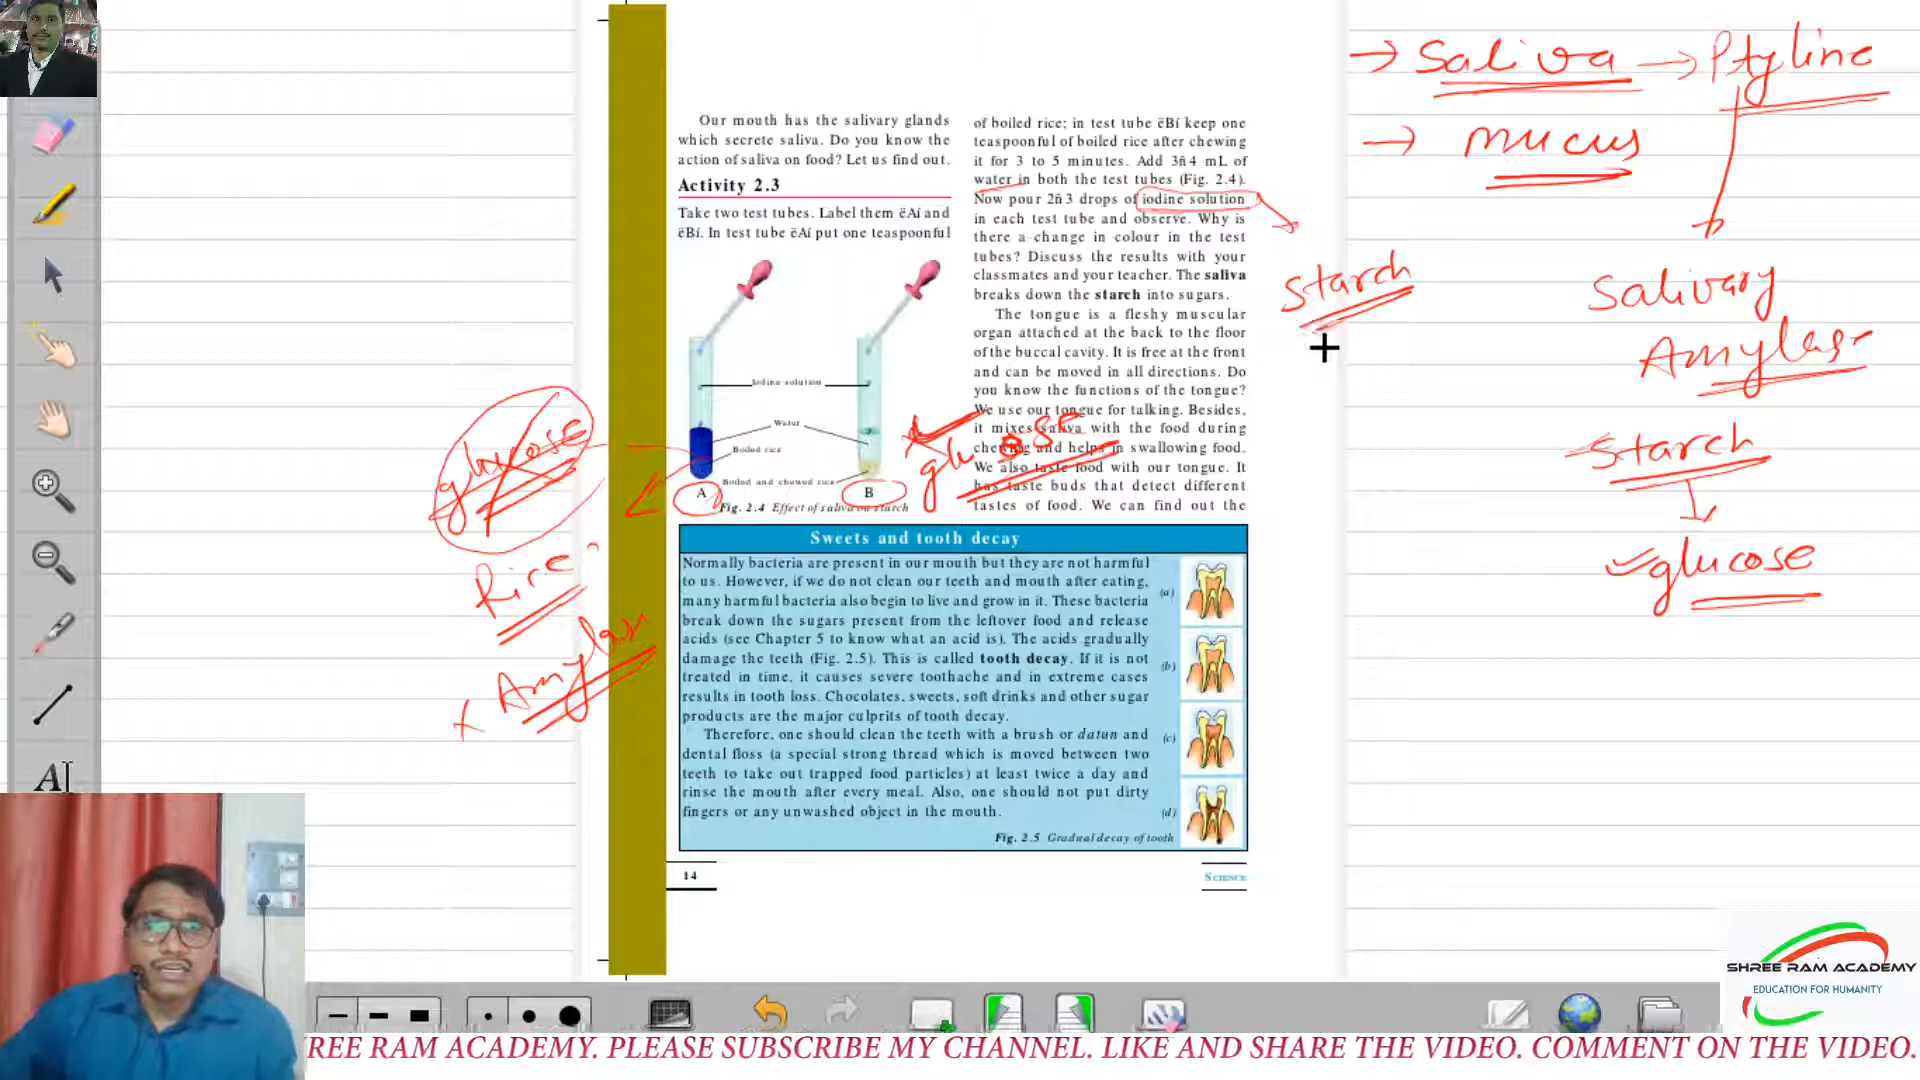 → Saliva → Ptyline
→ mucus
Salivary
Amylase
Starch
glucose
Starch
glucose
glucose
Rice
x Amylase
Our mouth has the salivary glands
which secrete saliva. Do you know the
action of saliva on food? Let us find out.
Activity 2.3
Take two test tubes. Label them ëAí and
ëBí. In test tube ëAí put one teaspoonful
Iodine solution
Water
Boiled rice
Boiled and chewed rice
A
B
Fig. 2.4 Effect of saliva on starch
of boiled rice; in test tube ëBí keep one
teaspoonful of boiled rice after chewing
it for 3 to 5 minutes. Add 3ñ4 mL of
water in both the test tubes (Fig. 2.4).
Now pour 2ñ3 drops of iodine solution
in each test tube and observe. Why is
there a change in colour in the test
tubes? Discuss the results with your
classmates and your teacher. The saliva
breaks down the starch into sugars.
The tongue is a fleshy muscular
organ attached at the back to the floor
of the buccal cavity. It is free at the front
and can be moved in all directions. Do
you know the functions of the tongue?
We use our tongue for talking. Besides,
it mixes saliva with the food during
chewing and helps in swallowing food.
We also taste food with our tongue. It
has taste buds that detect different
tastes of food. We can find out the
Sweets and tooth decay
Normally bacteria are present in our mouth but they are not harmful
to us. However, if we do not clean our teeth and mouth after eating,
many harmful bacteria also begin to live and grow in it. These bacteria
break down the sugars present from the leftover food and release
acids (see Chapter 5 to know what an acid is). The acids gradually
damage the teeth (Fig. 2.5). This is called tooth decay. If it is not
treated in time, it causes severe toothache and in extreme cases
results in tooth loss. Chocolates, sweets, soft drinks and other sugar
products are the major culprits of tooth decay.
Therefore, one should clean the teeth with a brush or datun and
dental floss (a special strong thread which is moved between two
teeth to take out trapped food particles) at least twice a day and
rinse the mouth after every meal. Also, one should not put dirty
fingers or any unwashed object in the mouth.
(a)
(b)
(c)
(d)
Fig. 2.5 Gradual decay of tooth
14
SCIENCE
SHREE RAM ACADEMY
EDUCATION FOR HUMANITY
HREE RAM ACADEMY. PLEASE SUBSCRIBE MY CHANNEL. LIKE AND SHARE THE VIDEO. COMMENT ON THE VIDEO.